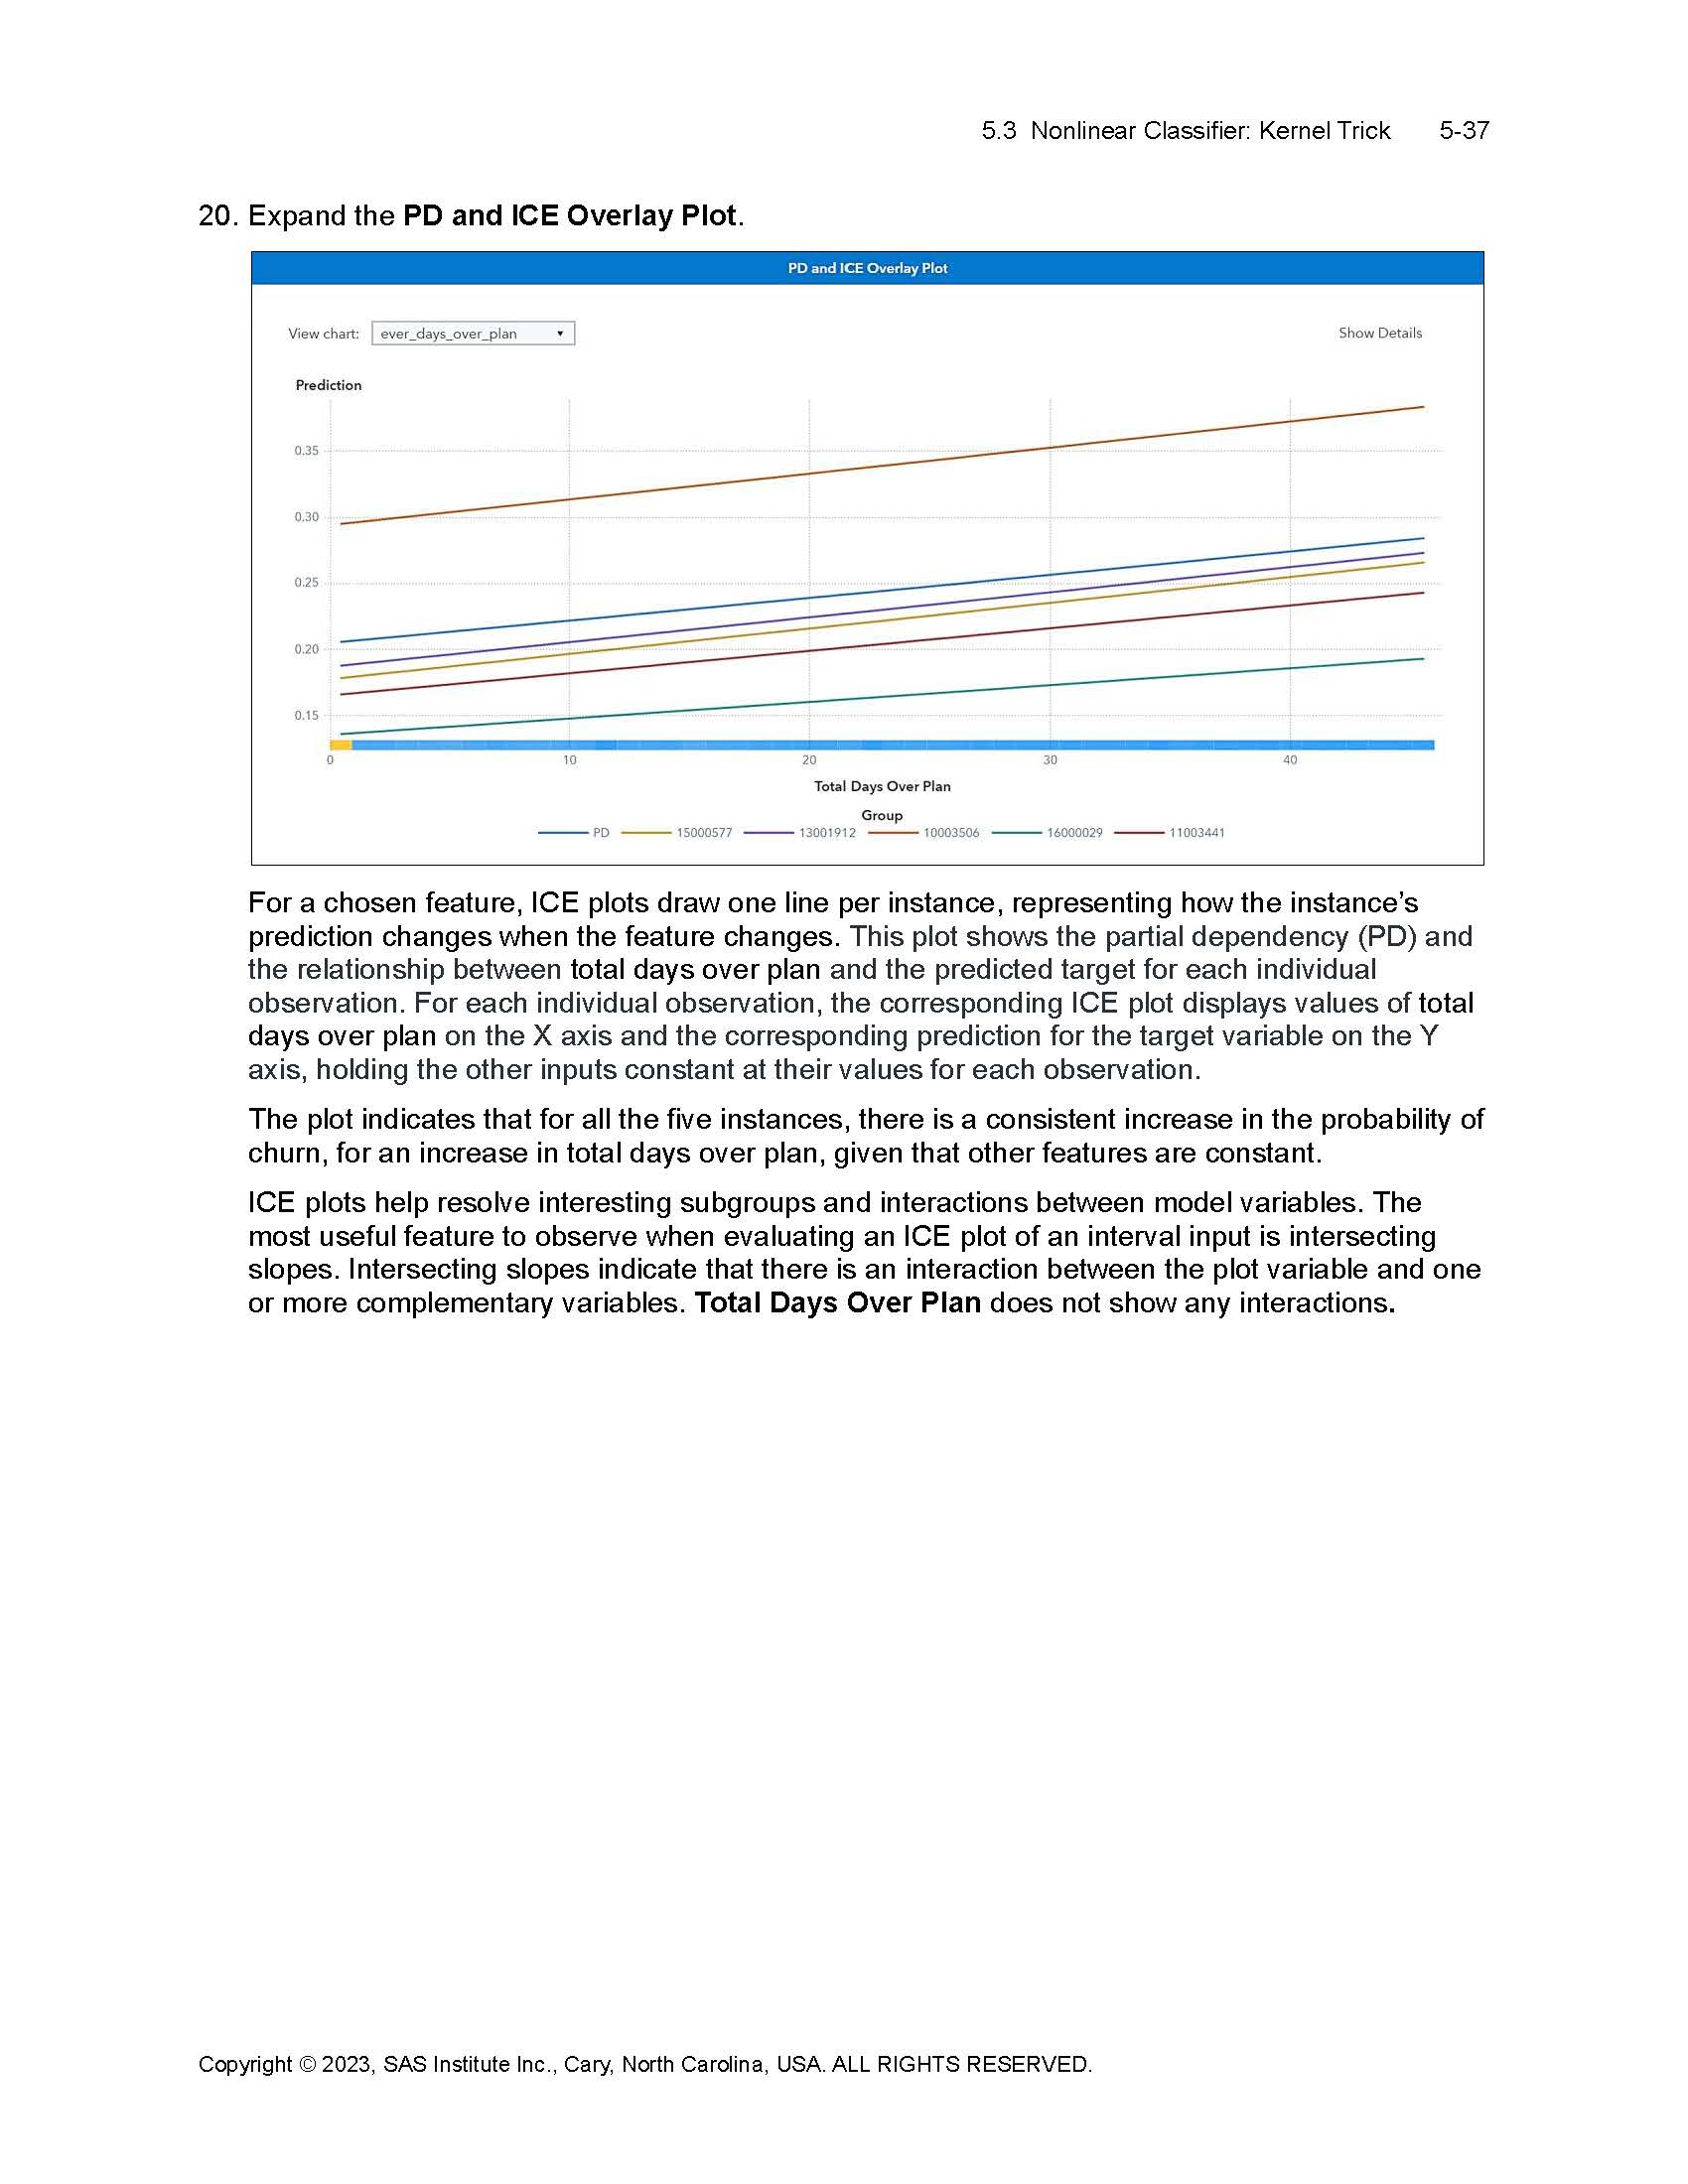 5.3 Nonlinear Classifier: Kernel Trick 5-37
20. Expand the PD and ICE Overlay Plot.
PD and ICE Overlay Plot
View chart: ever_days_over_plan Show Details
Prediction
0.35
0.30
0.25
0.20
0.15
0 10 20 30 40
Total Days Over Plan
Group
PD 15000577 13001912 10003506 16000029 11003441
For a chosen feature, ICE plots draw one line per instance, representing how the instance’s
prediction changes when the feature changes. This plot shows the partial dependency (PD) and
the relationship between total days over plan and the predicted target for each individual
observation. For each individual observation, the corresponding ICE plot displays values of total
days over plan on the X axis and the corresponding prediction for the target variable on the Y
axis, holding the other inputs constant at their values for each observation.
The plot indicates that for all the five instances, there is a consistent increase in the probability of
churn, for an increase in total days over plan, given that other features are constant.
ICE plots help resolve interesting subgroups and interactions between model variables. The
most useful feature to observe when evaluating an ICE plot of an interval input is intersecting
slopes. Intersecting slopes indicate that there is an interaction between the plot variable and one
or more complementary variables. Total Days Over Plan does not show any interactions.
Copyright © 2023, SAS Institute Inc., Cary, North Carolina, USA. ALL RIGHTS RESERVED.